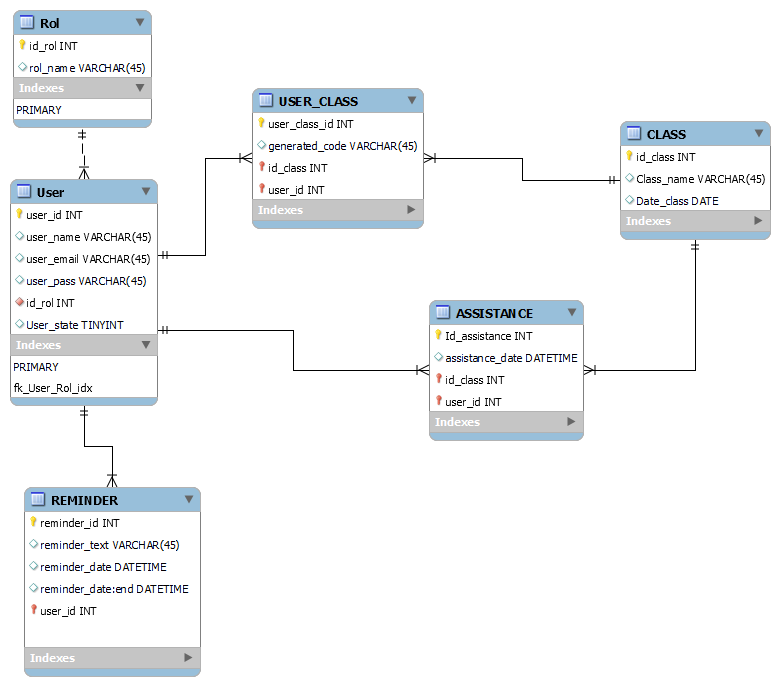 Rol
id_rol INT
rol_name VARCHAR(45)
Indexes
PRIMARY
User
user_id INT
user_name VARCHAR(45)
user_email VARCHAR(45)
user_pass VARCHAR(45)
id_rol INT
User_state TINYINT
Indexes
PRIMARY
fk_User_Rol_idx
USER_CLASS
user_class_id INT
generated_code VARCHAR(45)
id_class INT
user_id INT
Indexes
CLASS
id_class INT
Class_name VARCHAR(45)
Date_class DATE
Indexes
ASSISTANCE
Id_assistance INT
assistance_date DATETIME
id_class INT
user_id INT
Indexes
REMINDER
reminder_id INT
reminder_text VARCHAR(45)
reminder_date DATETIME
reminder_date:end DATETIME
user_id INT
Indexes